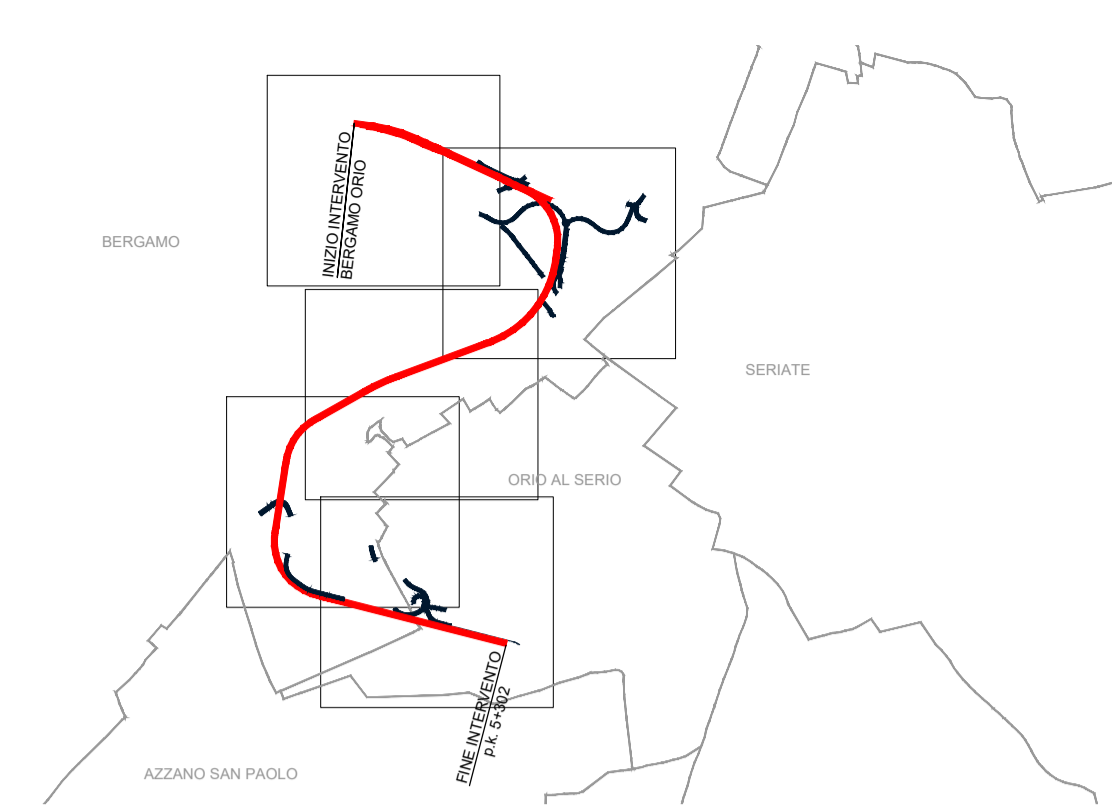 INIZIO INTERVENTO
BERGAMO ORIO
BERGAMO
SERIATE
ORIO AL SERIO
FINE INTERVENTO
p.k. 5+302
AZZANO SAN PAOLO